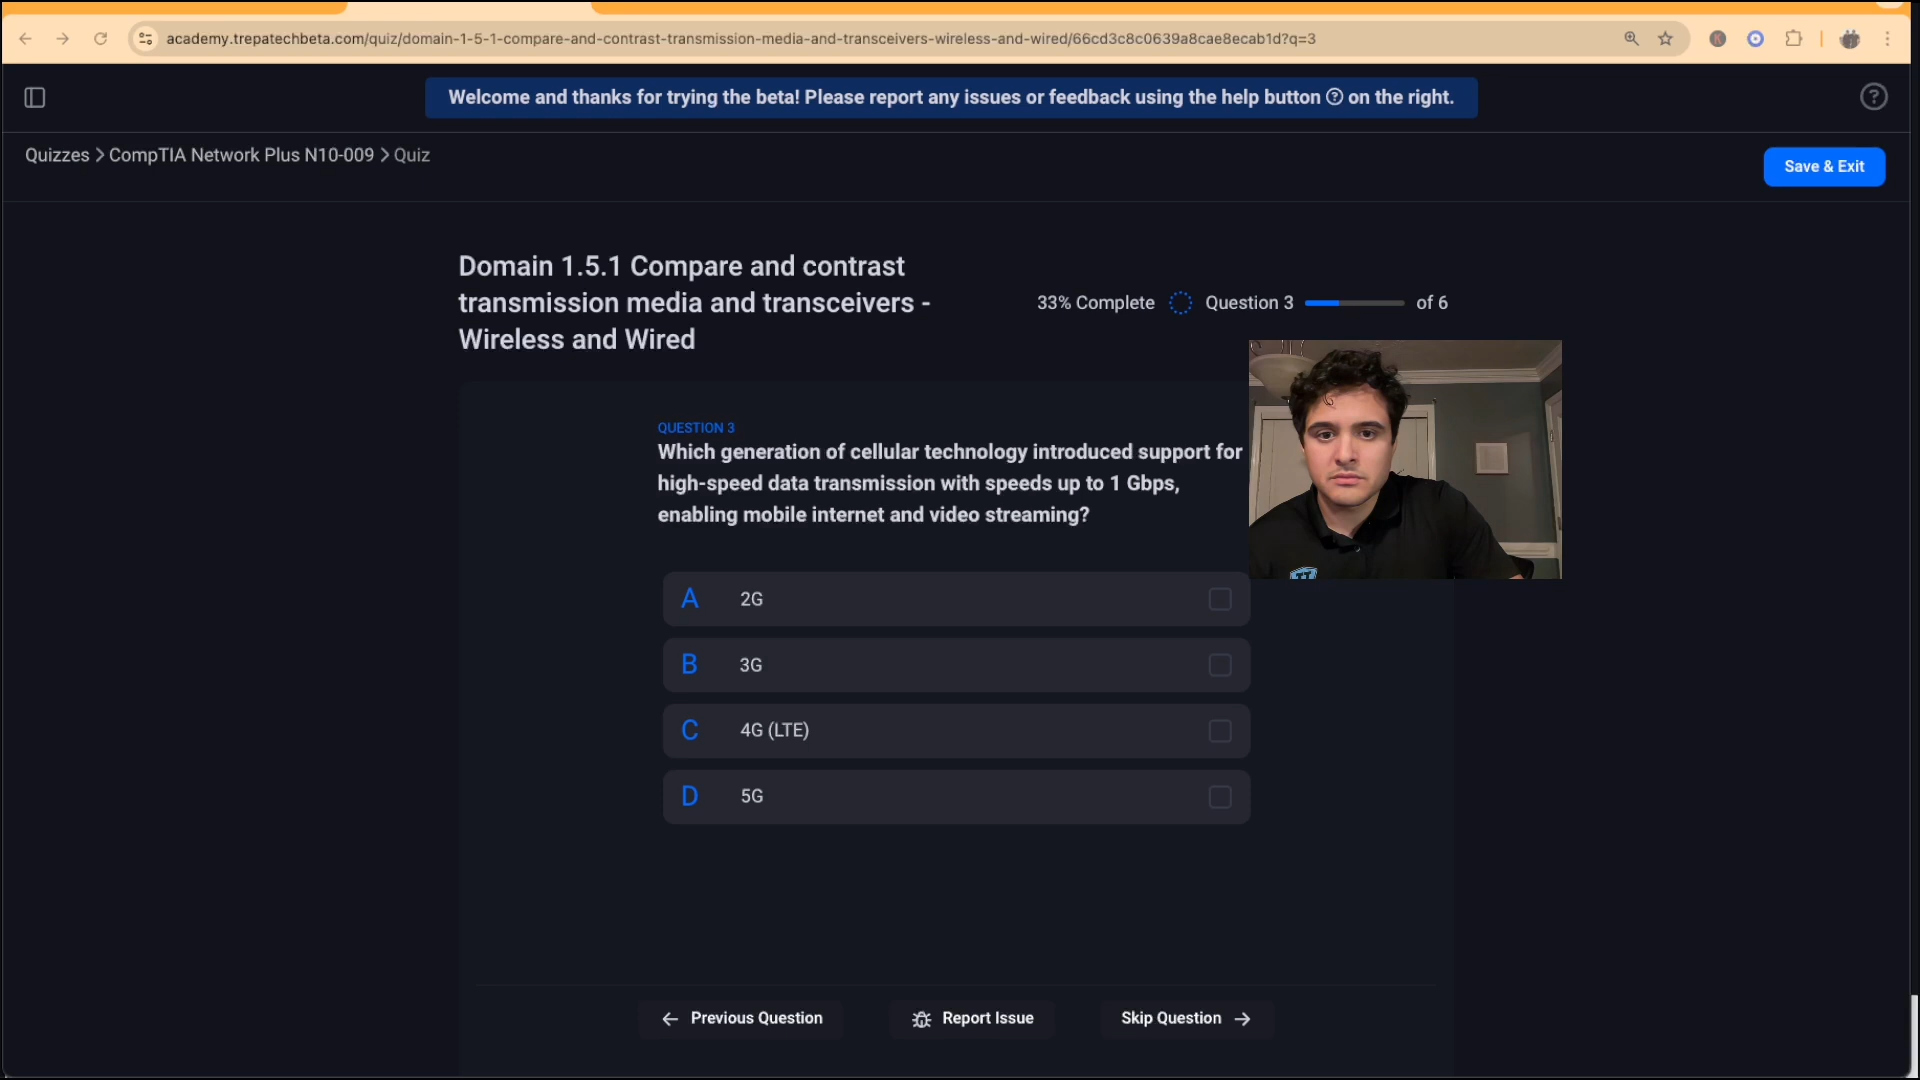 academy.trepatechbeta.com/quiz/domain-1-5-1-compare-and-contrast-transmission-media-and-transceivers-wireless-and-wired/66cd3c8c0639a8cae8ecab1d?q=3
Welcome and thanks for trying the beta! Please report any issues or feedback using the help button ? on the right.
?
Quizzes > CompTIA Network Plus N10-009 > Quiz
Save & Exit
Domain 1.5.1 Compare and contrast
transmission media and transceivers -
Wireless and Wired
33% Complete Question 3 of 6
QUESTION 3
Which generation of cellular technology introduced support for
high-speed data transmission with speeds up to 1 Gbps,
enabling mobile internet and video streaming?
A 2G
B 3G
C 4G (LTE)
D 5G
Previous Question Report Issue Skip Question